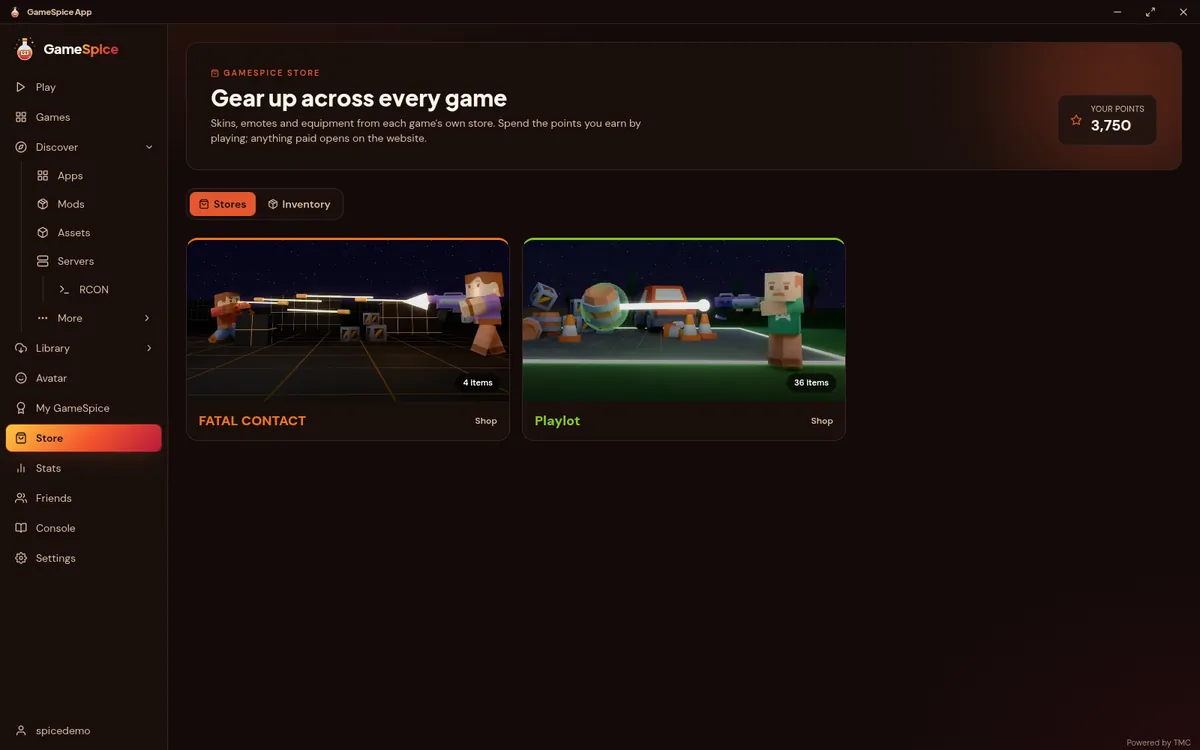 GameSpice App
GameSpice
Play
Games
Discover
Apps
Mods
Assets
Servers
RCON
More
Library
Avatar
My GameSpice
Store
Stats
Friends
Console
Settings
spicedemo
GAMESPICE STORE
Gear up across every game
Skins, emotes and equipment from each game's own store. Spend the points you earn by
playing; anything paid opens on the website.
YOUR POINTS
3,750
Stores
Inventory
4 items
FATAL CONTACT
Shop
36 items
Playlot
Shop
Powered by TMC